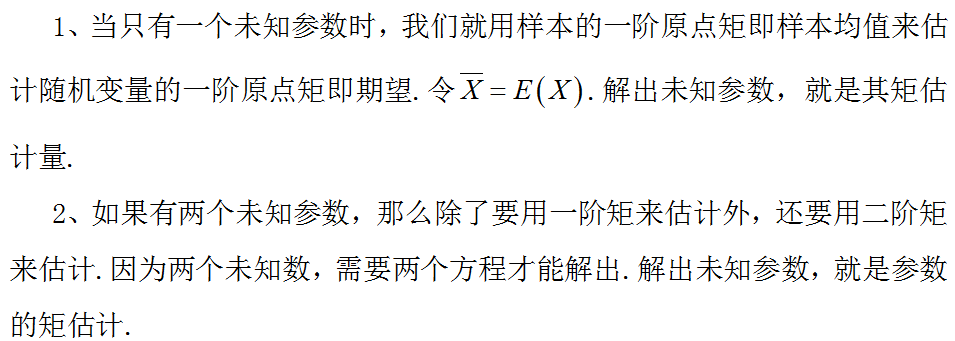 1、当只有一个未知参数时，我们就用样本的一阶原点矩即样本均值来估
计随机变量的一阶原点矩即期望.令X̅=E(X).解出未知参数，就是其矩估
计量.
2、如果有两个未知参数，那么除了要用一阶矩来估计外，还要用二阶矩
来估计.因为两个未知数，需要两个方程才能解出.解出未知参数，就是参数
的矩估计.